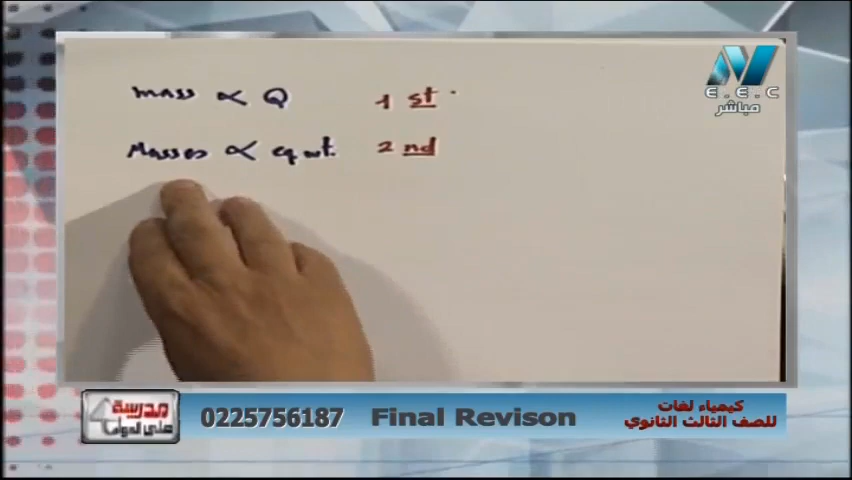 mass ∝ Q 1 st.
Masses ∝ eq wt. 2 nd
E.E.C
مباشر
مدرسة
على الهواء
0225756187 Final Revison
كيمياء لغات
للصف الثالث الثانوي